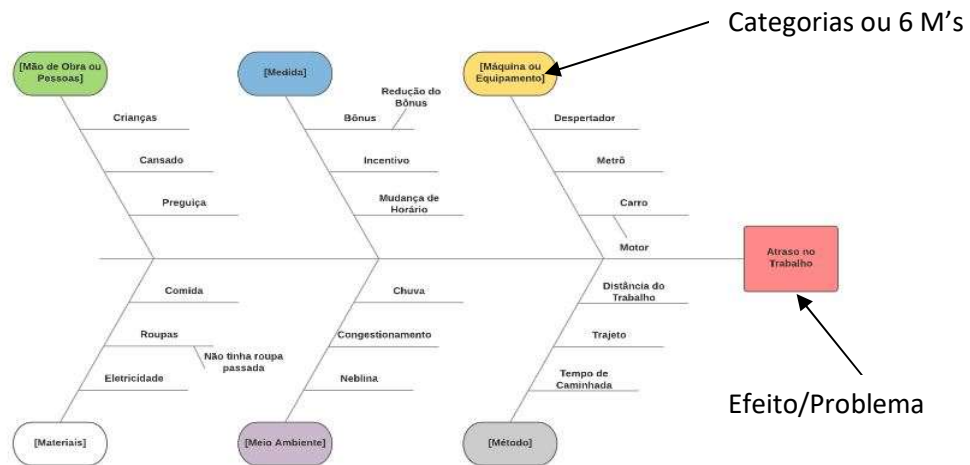 Categorias ou 6 M’s
[Mão de Obra ou
Pessoas]
[Medida]
[Máquina ou
Equipamento]
Redução do
Bônus
Crianças
Bônus
Despertador
Cansado
Incentivo
Metrô
Preguiça
Mudança de
Horário
Carro
Motor
Atraso no
Trabalho
Comida
Chuva
Distância do
Trabalho
Roupas
Não tinha roupa
passada
Congestionamento
Trajeto
Eletricidade
Neblina
Tempo de
Caminhada
Efeito/Problema
[Materiais]
[Meio Ambiente]
[Método]